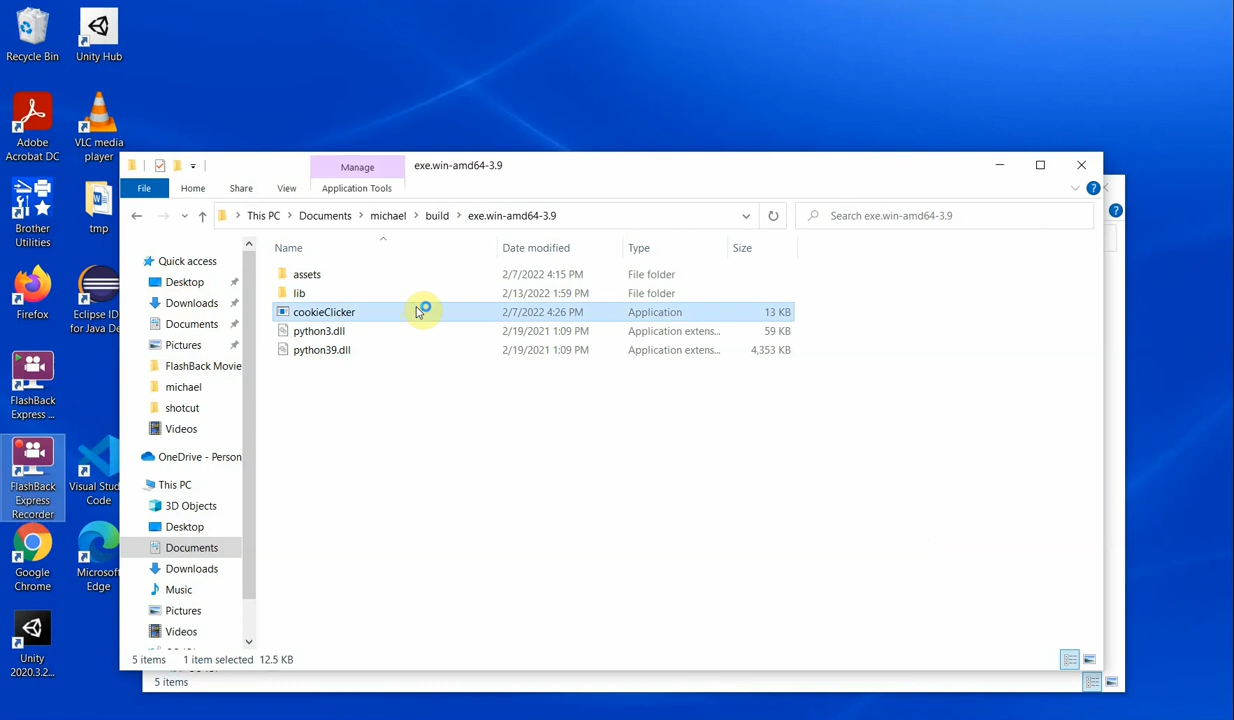 Recycle Bin
Unity Hub
Adobe
Acrobat DC
VLC media
player
Brother
Utilities
tmp
Firefox
Eclipse ID
for Java De
FlashBack
Express ...
FlashBack
Express
Recorder
Visual Stud
Code
Google
Chrome
Microsoft
Edge
Unity
2020.3.2...
Manage
exe.win-amd64-3.9
File
Home
Share
View
Application Tools
This PC
Documents
michael
build
exe.win-amd64-3.9
Search exe.win-amd64-3.9
Name
Date modified
Type
Size
assets
2/7/2022 4:15 PM
File folder
lib
2/13/2022 1:59 PM
File folder
cookieClicker
2/7/2022 4:26 PM
Application
13 KB
python3.dll
2/19/2021 1:09 PM
Application extens...
59 KB
python39.dll
2/19/2021 1:09 PM
Application extens...
4,353 KB
Quick access
Desktop
Downloads
Documents
Pictures
FlashBack Movie
michael
shotcut
Videos
OneDrive - Person
This PC
3D Objects
Desktop
Documents
Downloads
Music
Pictures
Videos
5 items
1 item selected 12.5 KB
5 items